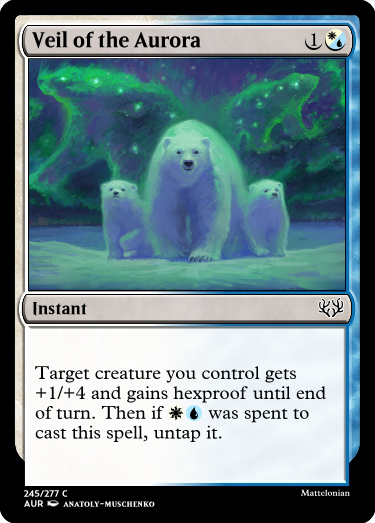 Veil of the Aurora 1
Instant
Target creature you control gets
+1/+4 and gains hexproof until end
of turn. Then if was spent to
cast this spell, untap it.
245/277 C
AUR ANATOLY-MUSCHENKO
Mattelonian